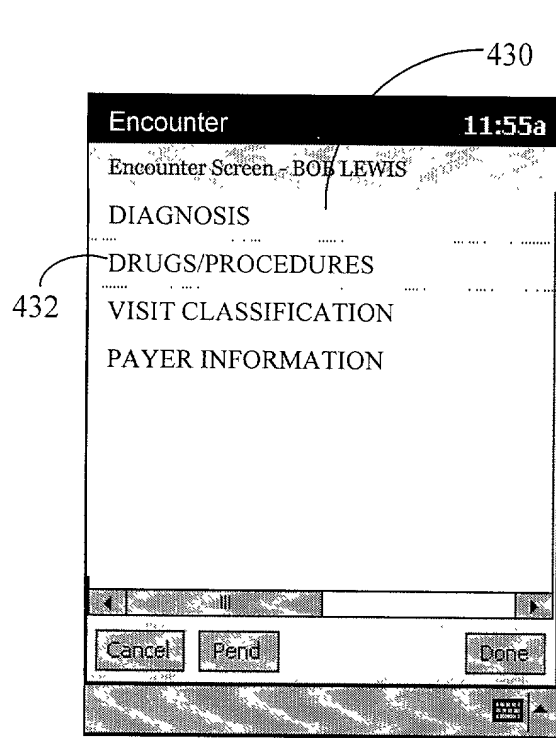 430
Encounter 11:55a
Encounter Screen - BOB LEWIS
DIAGNOSIS
DRUGS/PROCEDURES
432
VISIT CLASSIFICATION
PAYER INFORMATION
Cancel Pend Done